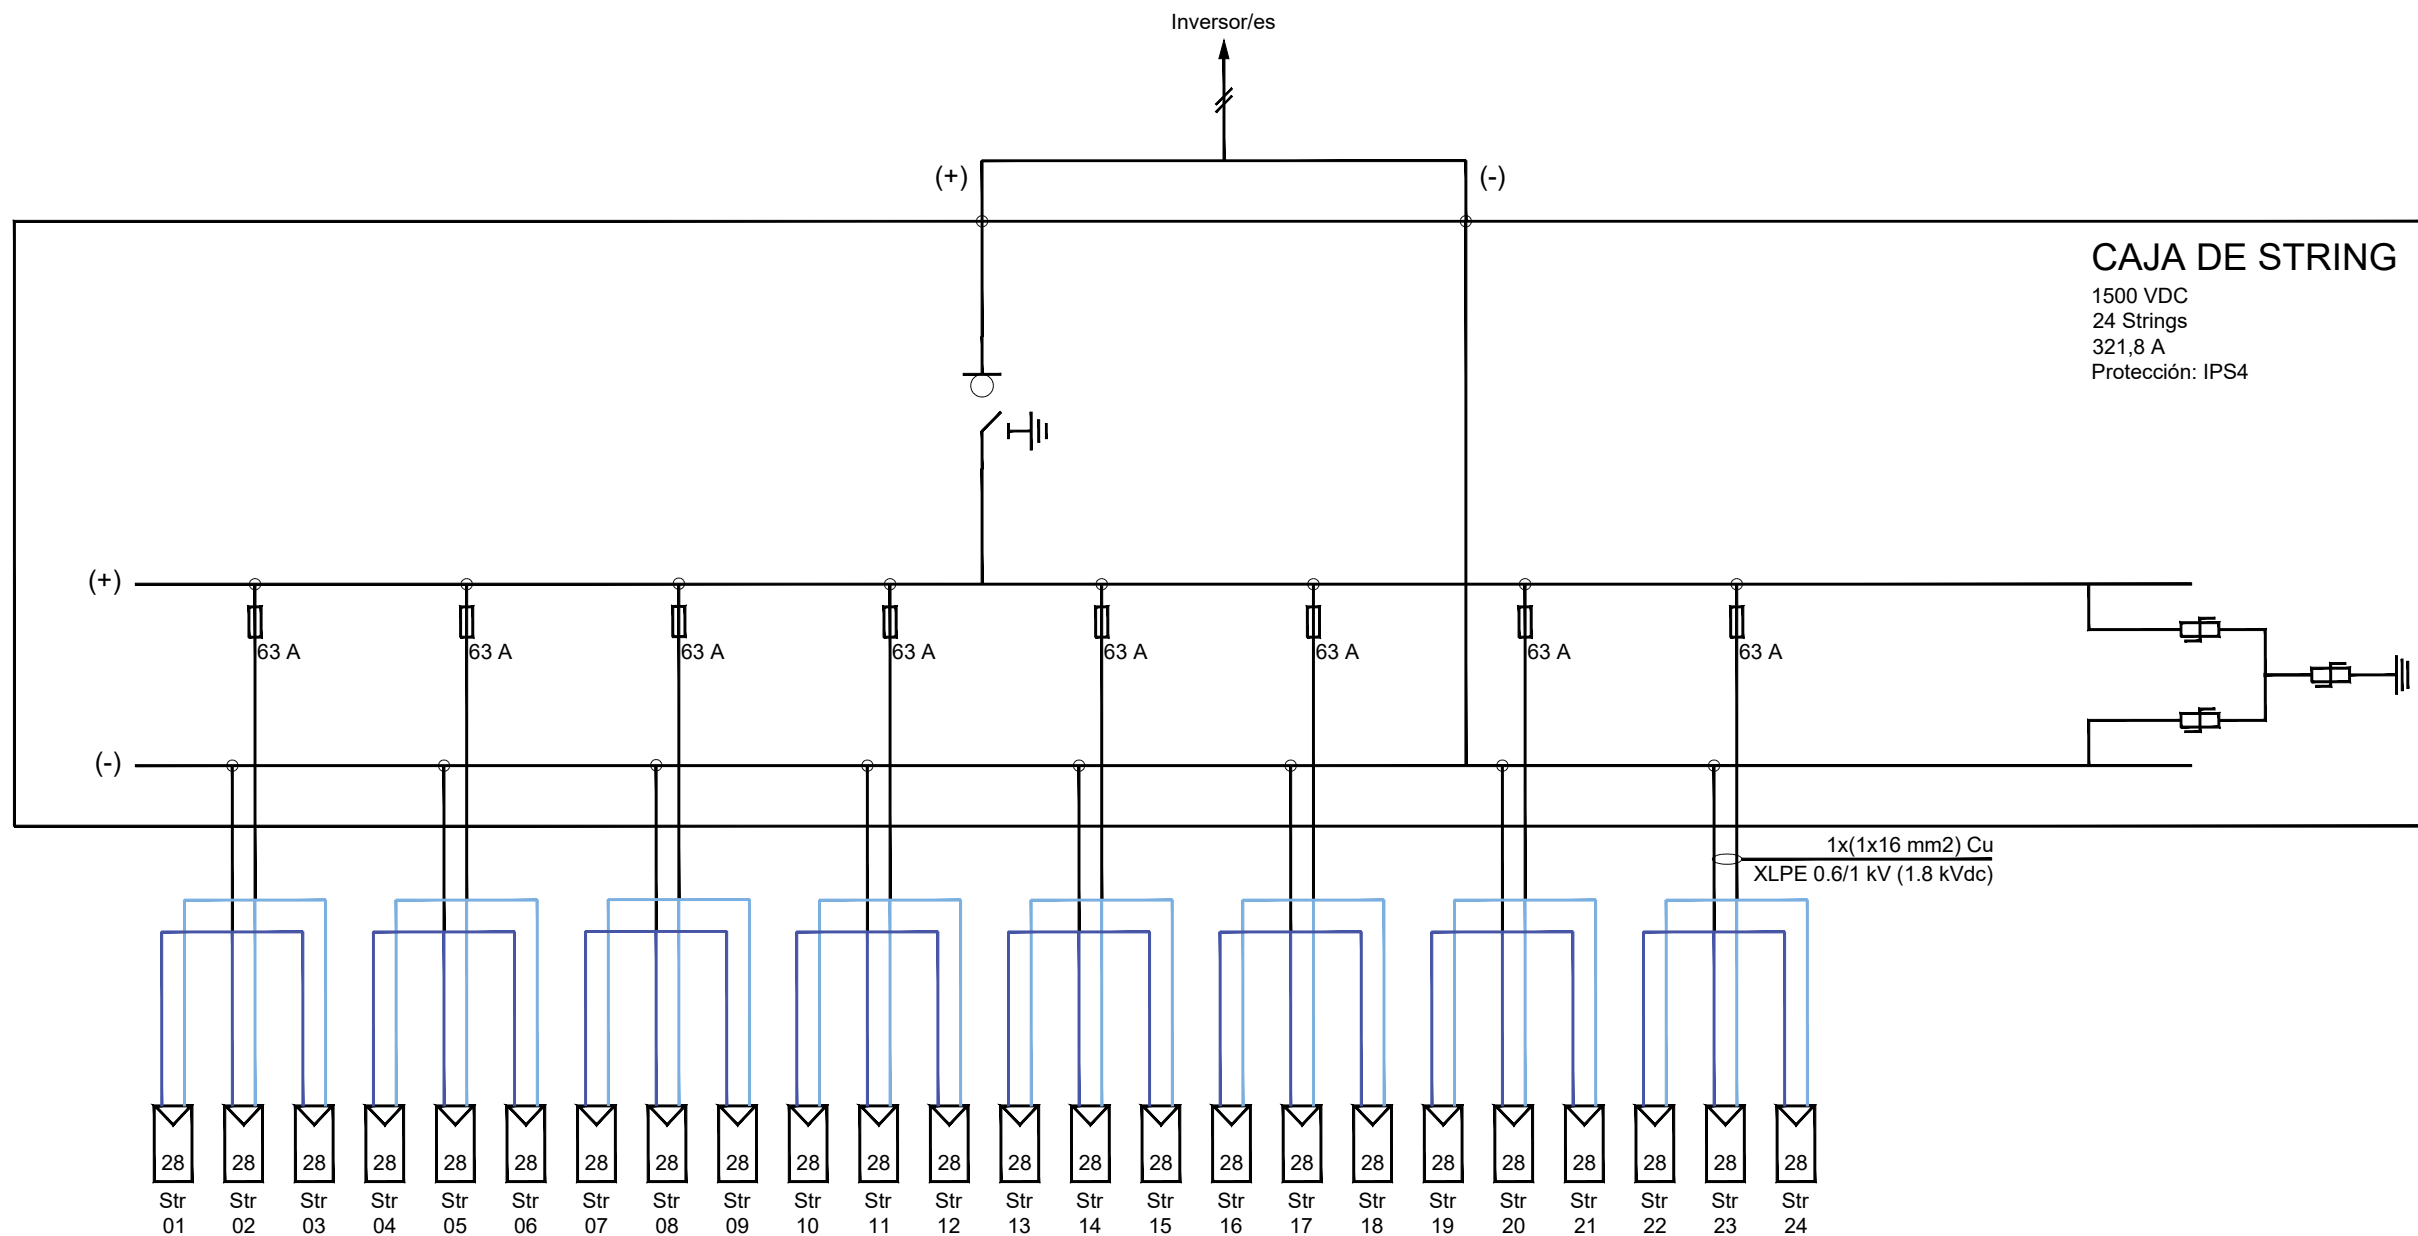 Inversor/es
(+)
(-)
CAJA DE STRING
1500 VDC
24 Strings
321,8 A
Protección: IPS4
(+)
63 A
63 A
63 A
63 A
63 A
63 A
63 A
63 A
(-)
1x(1x16 mm2) Cu
XLPE 0.6/1 kV (1.8 kVdc)
28 28 28 28 28 28 28 28 28 28 28 28 28 28 28 28 28 28 28 28 28 28 28 28
Str Str Str Str Str Str Str Str Str Str Str Str Str Str Str Str Str Str Str Str Str Str Str Str
01 02 03 04 05 06 07 08 09 10 11 12 13 14 15 16 17 18 19 20 21 22 23 24